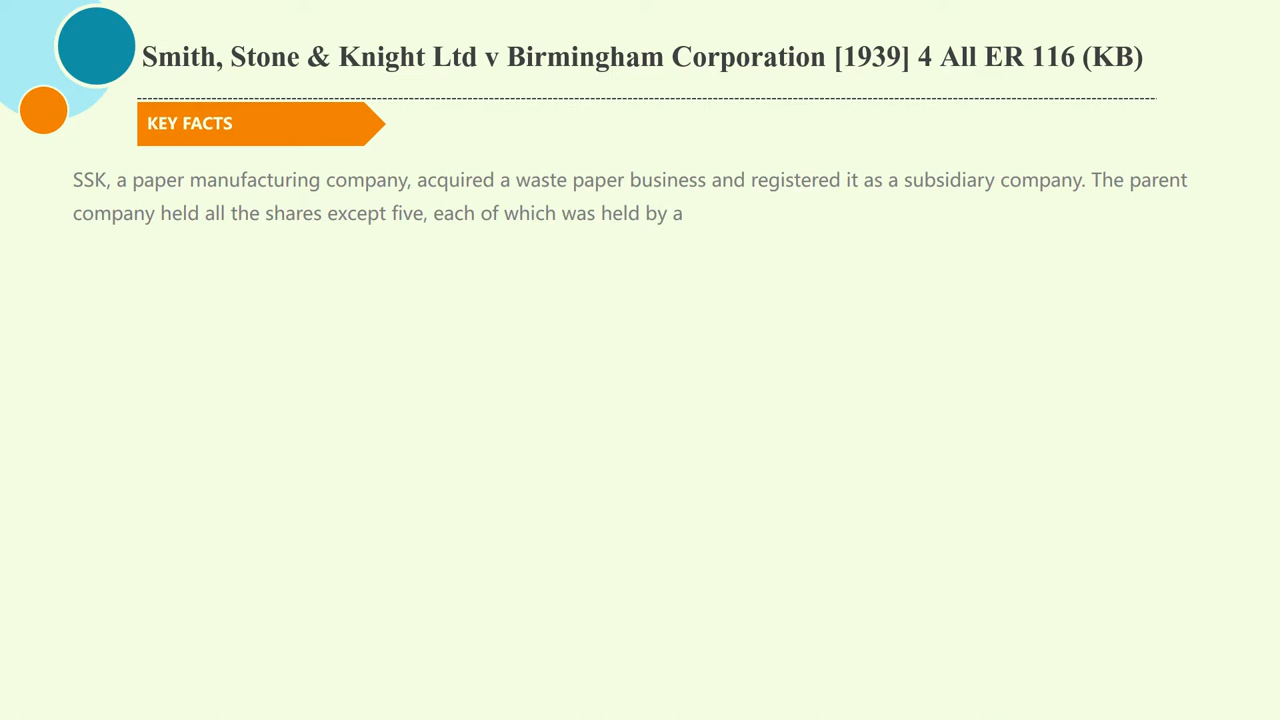 Smith, Stone & Knight Ltd v Birmingham Corporation [1939] 4 All ER 116 (KB)
KEY FACTS
SSK, a paper manufacturing company, acquired a waste paper business and registered it as a subsidiary company. The parent
company held all the shares except five, each of which was held by a